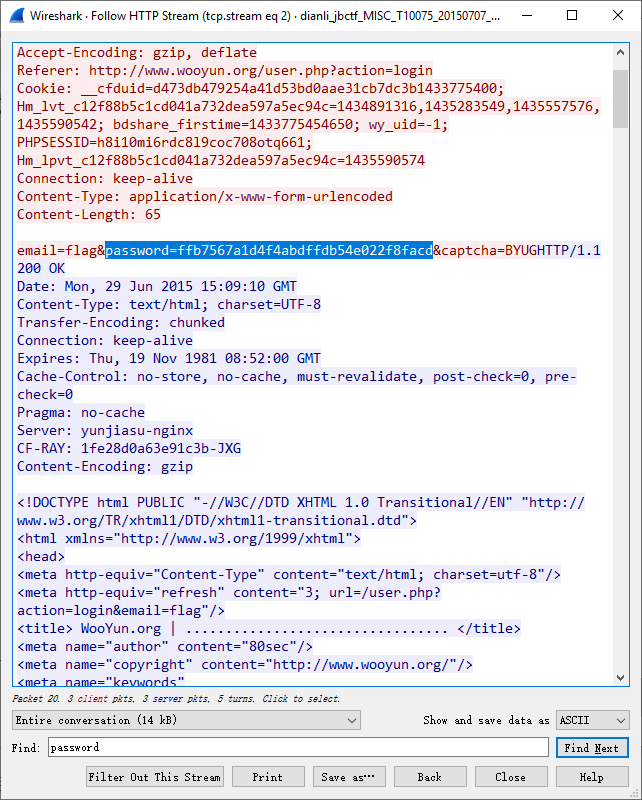 Wireshark · Follow HTTP Stream (tcp.stream eq 2) · dianli_jbctf_MISC_T10075_20150707_...
Accept-Encoding: gzip, deflate
Referer: http://www.wooyun.org/user.php?action=login
Cookie: __cfduid=d473db479254a41d53bd0aae31cb7dc3b1433775400;
Hm_lvt_c12f88b5c1cd041a732dea597a5ec94c=1434891316,1435283549,1435557576,
1435590542; bdshare_firstime=1433775454650; wy_uid=-1;
PHPSESSID=h8i10mi6rdc8l9coc708otq661;
Hm_lpvt_c12f88b5c1cd041a732dea597a5ec94c=1435590574
Connection: keep-alive
Content-Type: application/x-www-form-urlencoded
Content-Length: 65
email=flag&password=ffb7567a1d4f4abdffdb54e022f8facd&captcha=BYUGHTTP/1.1
200 OK
Date: Mon, 29 Jun 2015 15:09:10 GMT
Content-Type: text/html; charset=UTF-8
Transfer-Encoding: chunked
Connection: keep-alive
Expires: Thu, 19 Nov 1981 08:52:00 GMT
Cache-Control: no-store, no-cache, must-revalidate, post-check=0, pre-
check=0
Pragma: no-cache
Server: yunjiasu-nginx
CF-RAY: 1fe28d0a63e91c3b-JXG
Content-Encoding: gzip
<!DOCTYPE html PUBLIC "-//W3C//DTD XHTML 1.0 Transitional//EN" "http://
www.w3.org/TR/xhtml1/DTD/xhtml1-transitional.dtd">
<html xmlns="http://www.w3.org/1999/xhtml">
<head>
<meta http-equiv="Content-Type" content="text/html; charset=utf-8"/>
<meta http-equiv="refresh" content="3; url=/user.php?
action=login&email=flag"/>
<title> WooYun.org | ................................. </title>
<meta name="author" content="80sec"/>
<meta name="copyright" content="http://www.wooyun.org/"/>
<meta name="keywords"
Packet 20. 3 client pkts, 3 server pkts, 5 turns. Click to select.
Entire conversation (14 kB)
Show and save data as ASCII
Find: password
Find Next
Filter Out This Stream Print Save as… Back Close Help